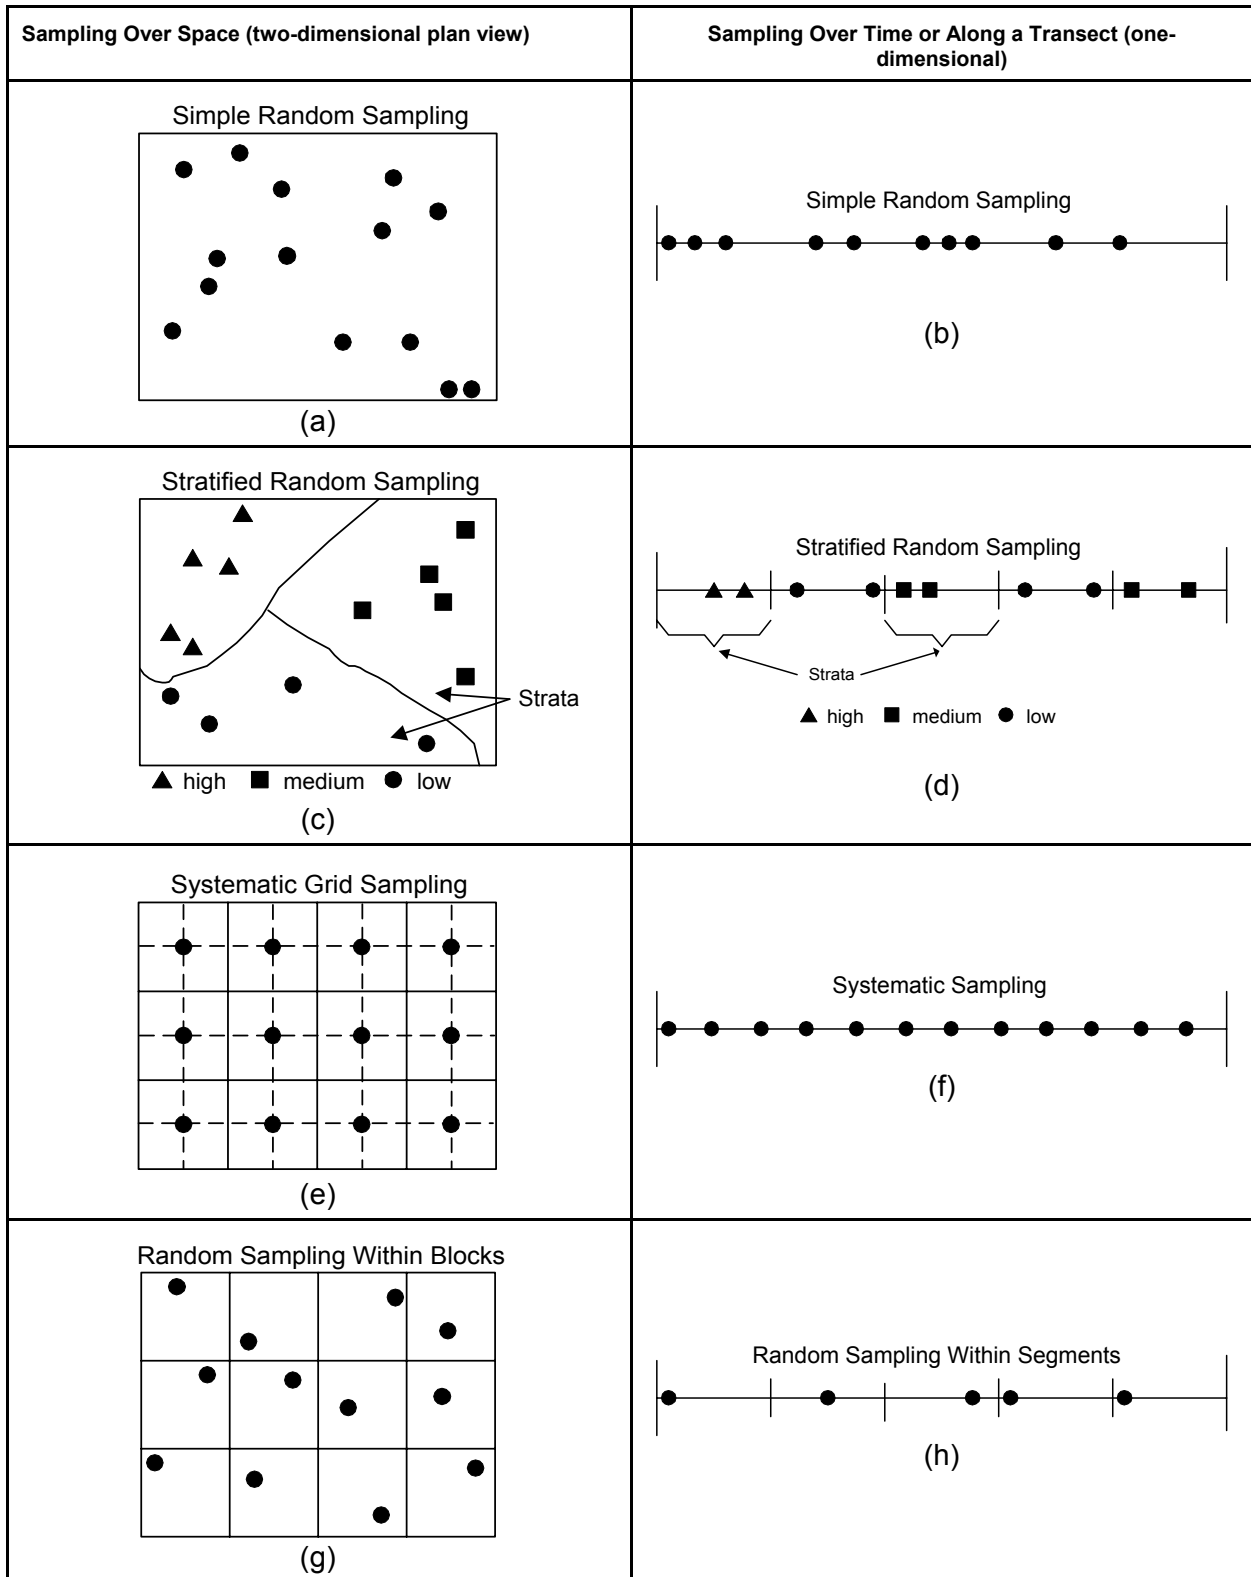 Sampling Over Space (two-dimensional plan view)
Sampling Over Time or Along a Transect (one-
dimensional)
Simple Random Sampling
(a)
Simple Random Sampling
(b)
Stratified Random Sampling
Strata
high medium low
(c)
Stratified Random Sampling
Strata
high medium low
(d)
Systematic Grid Sampling
(e)
Systematic Sampling
(f)
Random Sampling Within Blocks
(g)
Random Sampling Within Segments
(h)